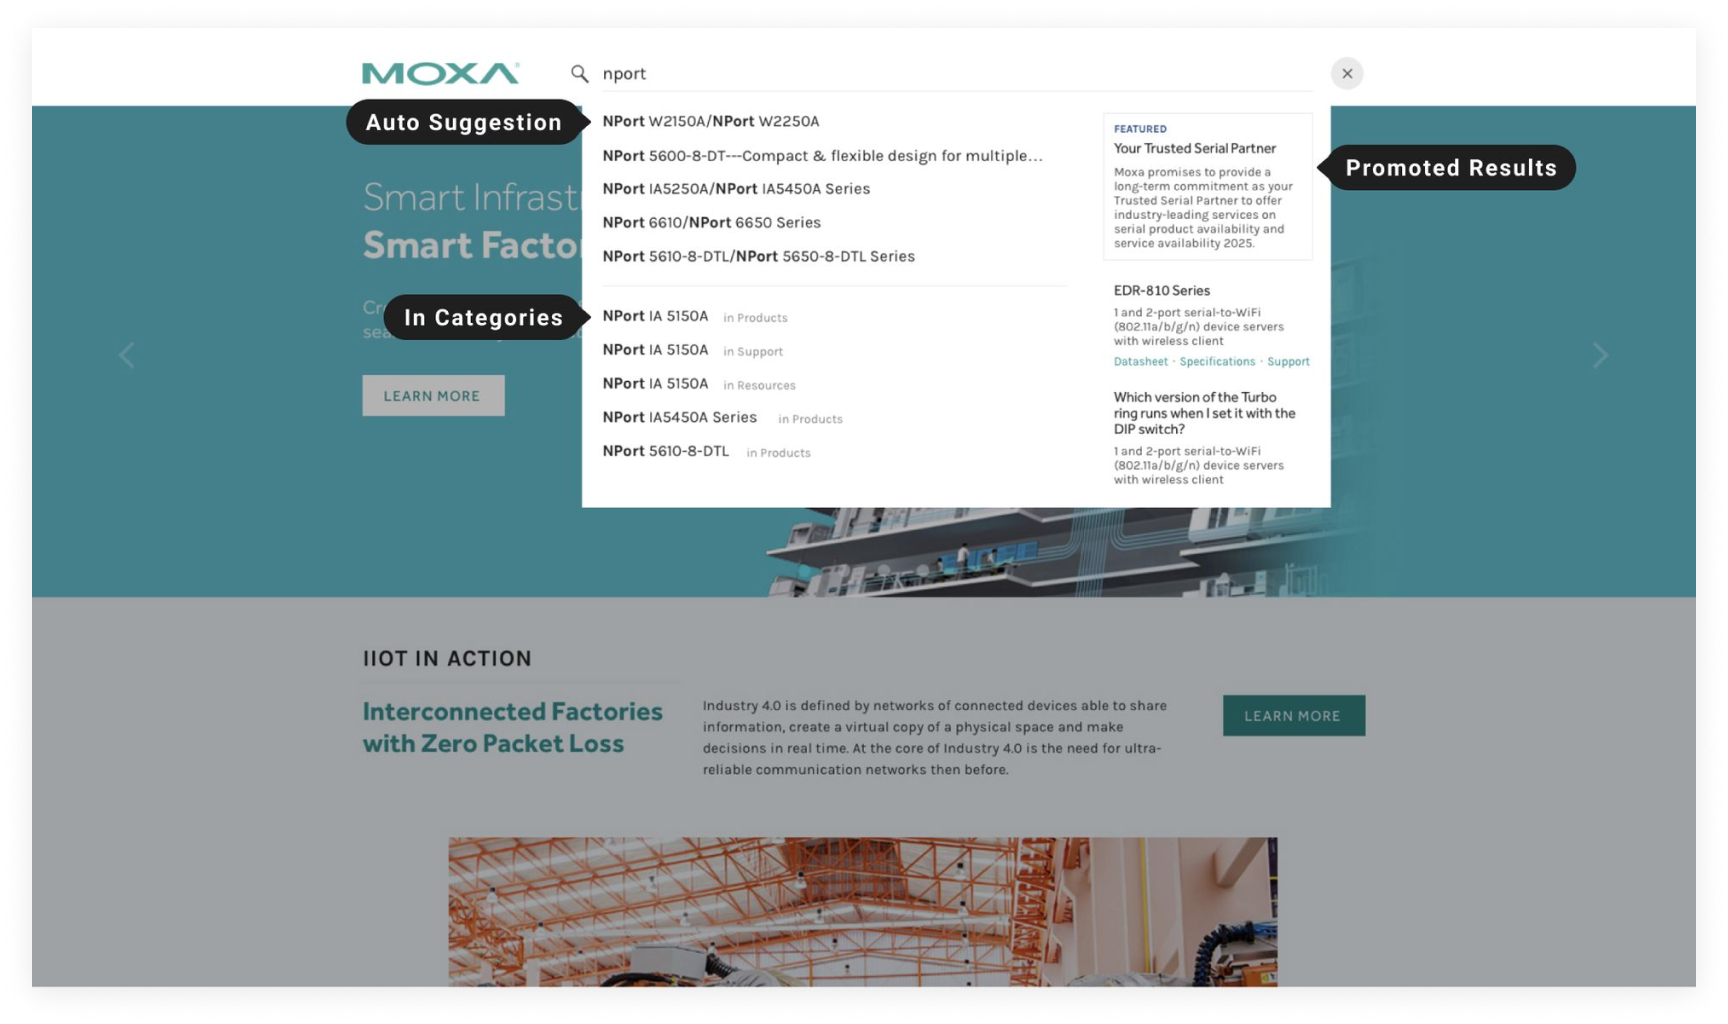 MOXA
nport
Auto Suggestion
NPort W2150A/NPort W2250A
NPort 5600-8-DT---Compact & flexible design for multiple...
NPort IA5250A/NPort IA5450A Series
NPort 6610/NPort 6650 Series
NPort 5610-8-DTL/NPort 5650-8-DTL Series
In Categories
NPort IA 5150A in Products
NPort IA 5150A in Support
NPort IA 5150A in Resources
NPort IA5450A Series in Products
NPort 5610-8-DTL in Products
FEATURED
Your Trusted Serial Partner
Moxa promises to provide a
long-term commitment as your
Trusted Serial Partner to offer
industry-leading services on
serial product availability and
service availability 2025.
Promoted Results
EDR-810 Series
1 and 2-port serial-to-WiFi
(802.11a/b/g/n) device servers
with wireless client
Datasheet · Specifications · Support
Which version of the Turbo
ring runs when I set it with the
DIP switch?
1 and 2-port serial-to-WiFi
(802.11a/b/g/n) device servers
with wireless client
Smart
Smart
LEARN MORE
IIOT IN ACTION
Interconnected Factories
with Zero Packet Loss
Industry 4.0 is defined by networks of connected devices able to share
information, create a virtual copy of a physical space and make
decisions in real time. At the core of Industry 4.0 is the need for ultra-
reliable communication networks then before.
LEARN MORE